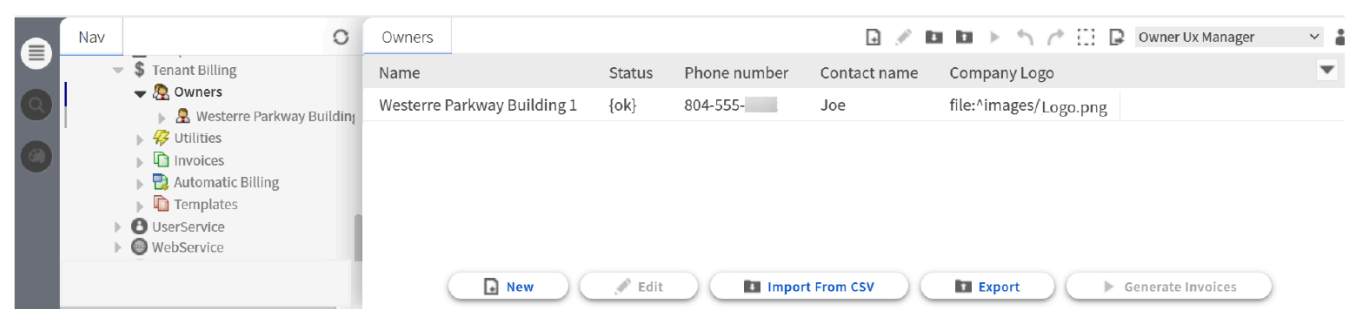 Nav
Owners
Owner Ux Manager
$ Tenant Billing
Owners
Westerre Parkway Building
Utilities
Invoices
Automatic Billing
Templates
UserService
WebService
Name Status Phone number Contact name Company Logo
Westerre Parkway Building 1 {ok} 804-555- Joe file:^images/Logo.png
New Edit Import From CSV Export Generate Invoices